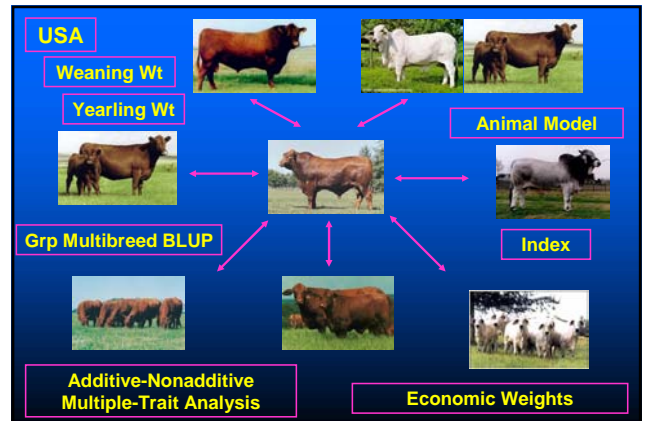 USA
Weaning Wt
Yearling Wt
Animal Model
Grp Multibreed BLUP
Index
Additive-Nonadditive
Multiple-Trait Analysis
Economic Weights